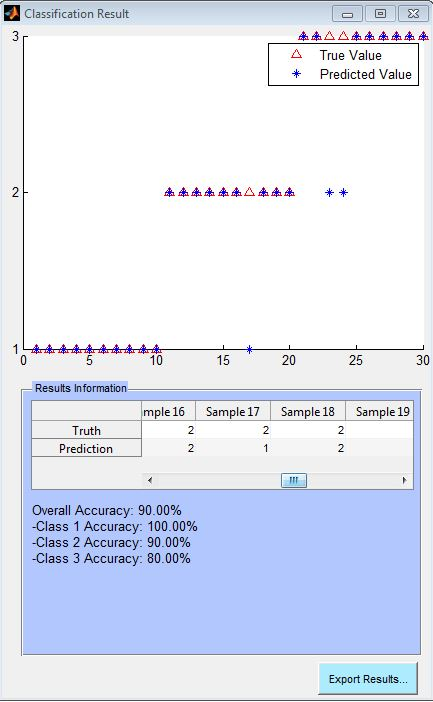 Classification Result
3
True Value
Predicted Value
2
1
0 5 10 15 20 25 30
Results Information
mple 16 Sample 17 Sample 18 Sample 19
Truth 2 2 2
Prediction 2 1 2
Overall Accuracy: 90.00%
-Class 1 Accuracy: 100.00%
-Class 2 Accuracy: 90.00%
-Class 3 Accuracy: 80.00%
Export Results...